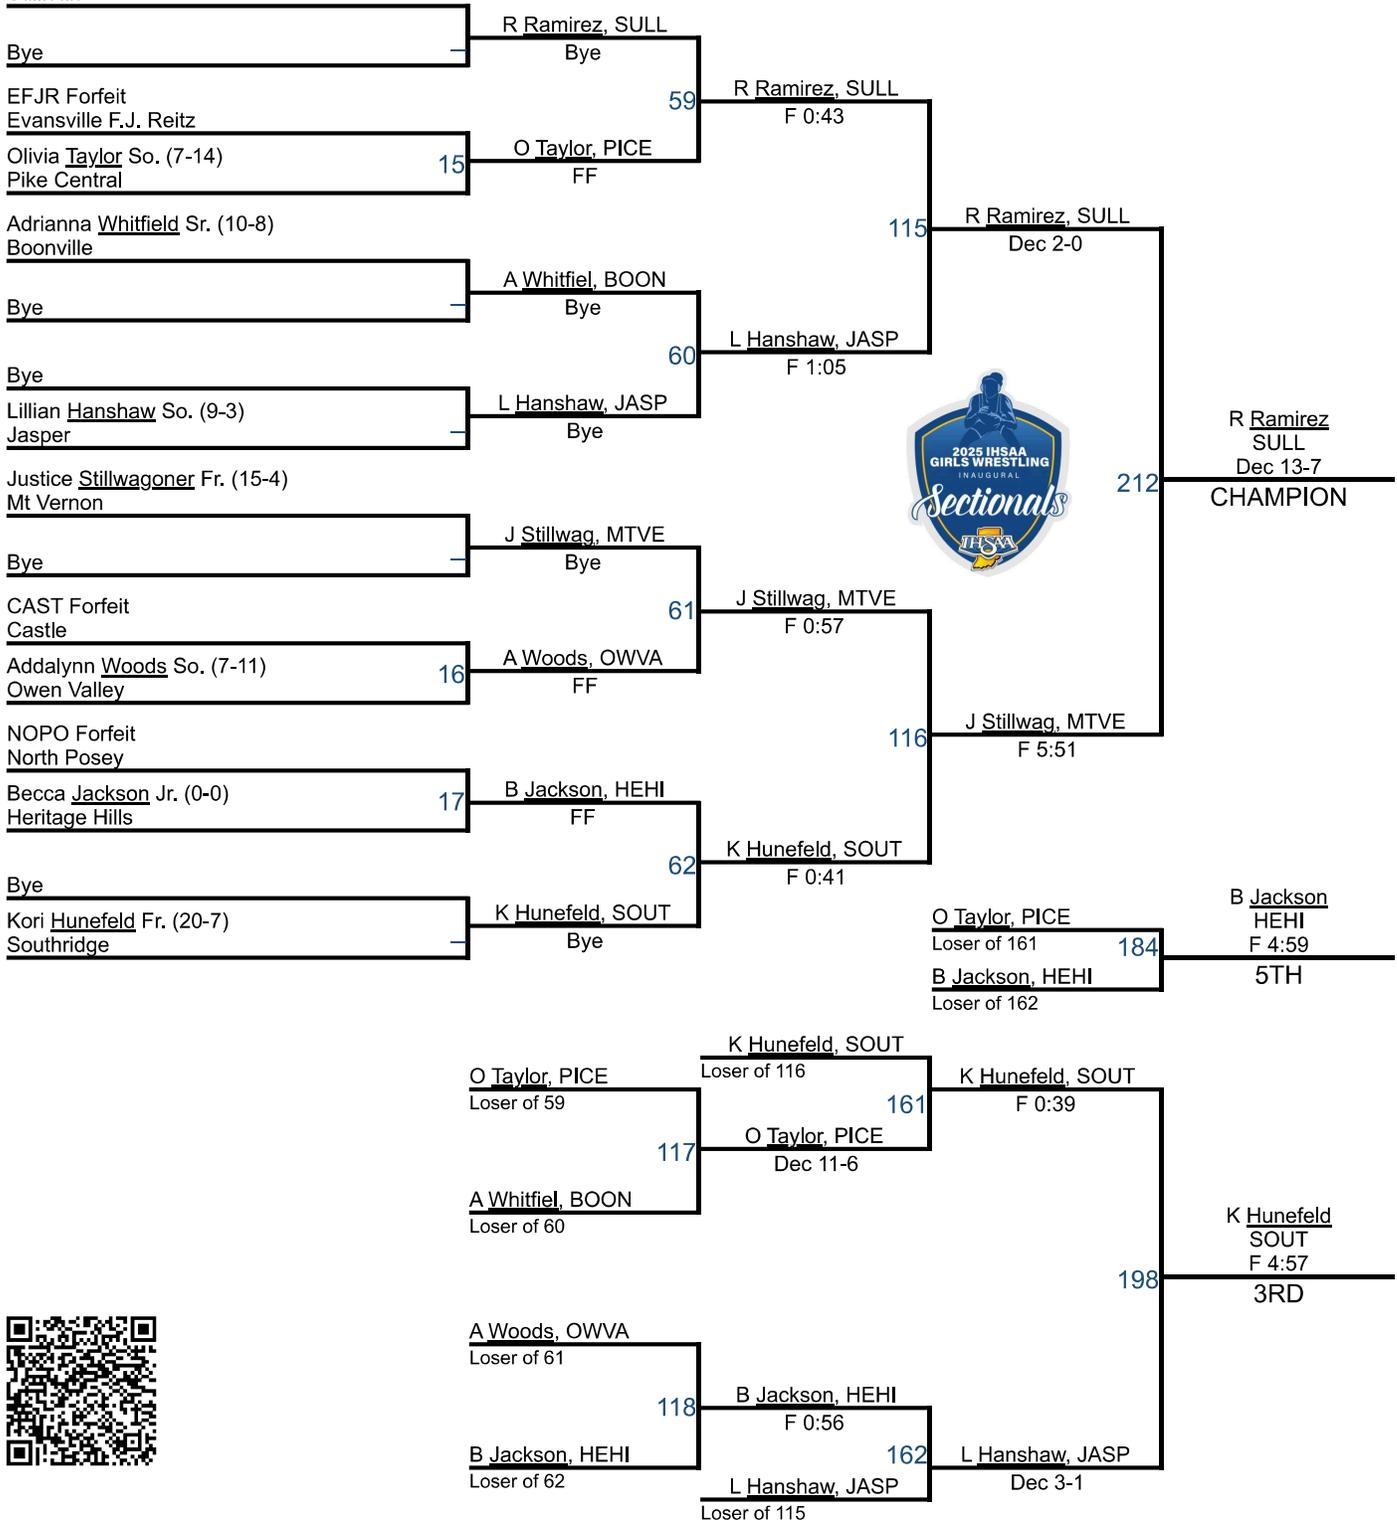 R Ramirez, SULL
Bye
Bye
EFJR Forfeit
Evansville F.J. Reitz
Olivia Taylor So. (7-14)
Pike Central
15
O Taylor, PICE
FF
59
R Ramirez, SULL
F 0:43
Adrianna Whitfield Sr. (10-8)
Boonville
Bye
A Whitfiel, BOON
Bye
Bye
Lillian Hanshaw So. (9-3)
Jasper
L Hanshaw, JASP
Bye
60
L Hanshaw, JASP
F 1:05
115
R Ramirez, SULL
Dec 2-0
Justice Stillwagoner Fr. (15-4)
Mt Vernon
Bye
J Stillwag, MTVE
Bye
CAST Forfeit
Castle
Addalynn Woods So. (7-11)
Owen Valley
16
A Woods, OWVA
FF
61
J Stillwag, MTVE
F 0:57
NOPO Forfeit
North Posey
Becca Jackson Jr. (0-0)
Heritage Hills
17
B Jackson, HEHI
FF
Bye
Kori Hunefeld Fr. (20-7)
Southridge
K Hunefeld, SOUT
Bye
62
K Hunefeld, SOUT
F 0:41
116
J Stillwag, MTVE
F 5:51
2025 IHSAA
GIRLS WRESTLING
INAUGURAL
Sectionals
IHSAA
212
R Ramirez
SULL
Dec 13-7
CHAMPION
O Taylor, PICE
Loser of 161
B Jackson, HEHI
Loser of 162
184
B Jackson
HEHI
F 4:59
5TH
O Taylor, PICE
Loser of 59
A Whitfiel, BOON
Loser of 60
117
K Hunefeld, SOUT
Loser of 116
O Taylor, PICE
Dec 11-6
161
K Hunefeld, SOUT
F 0:39
A Woods, OWVA
Loser of 61
B Jackson, HEHI
Loser of 62
118
B Jackson, HEHI
F 0:56
L Hanshaw, JASP
Loser of 115
162
L Hanshaw, JASP
Dec 3-1
198
K Hunefeld
SOUT
F 4:57
3RD